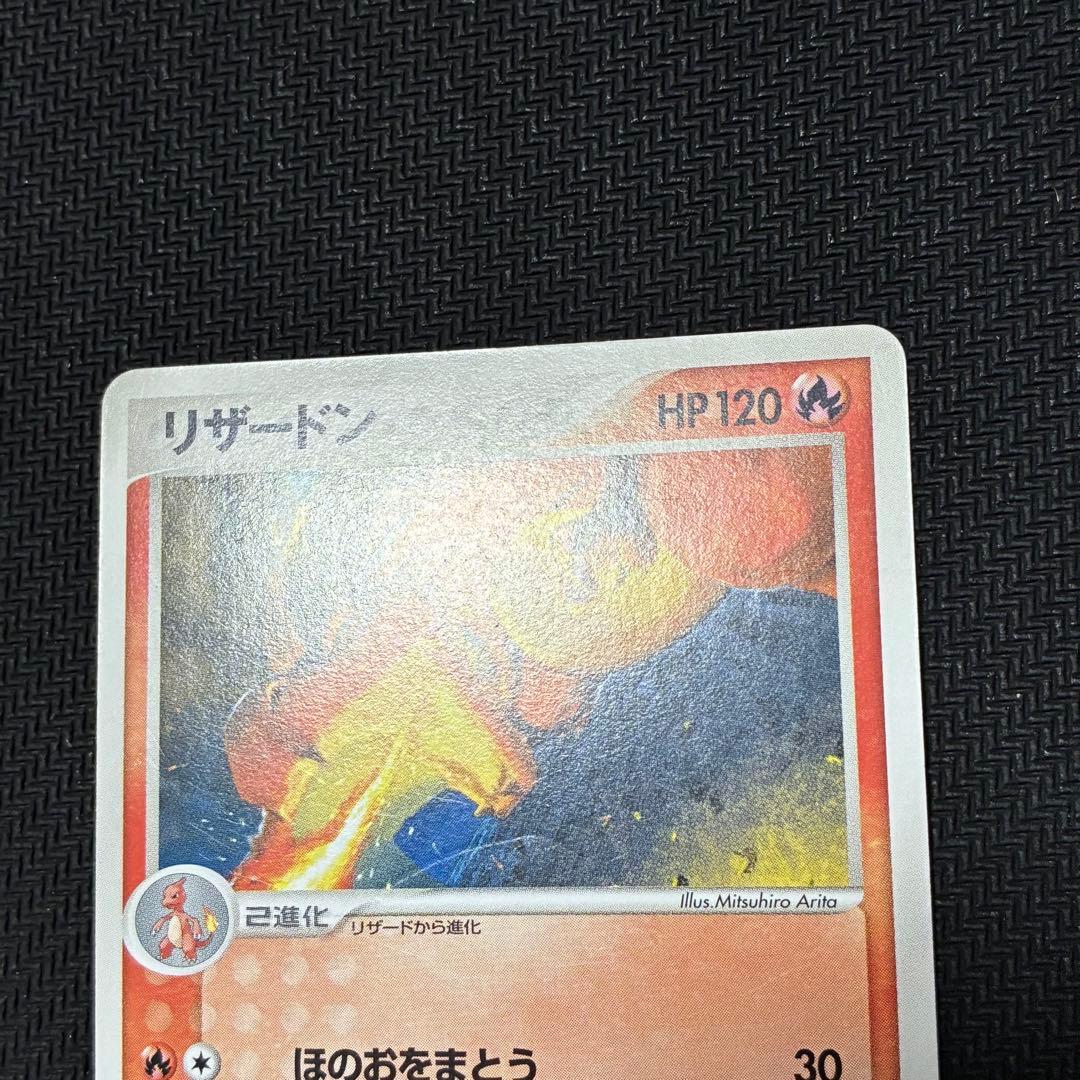 リザードン
HP120
Illus.Mitsuhiro Arita
2進化
リザードから進化
ほのおをまとう 30